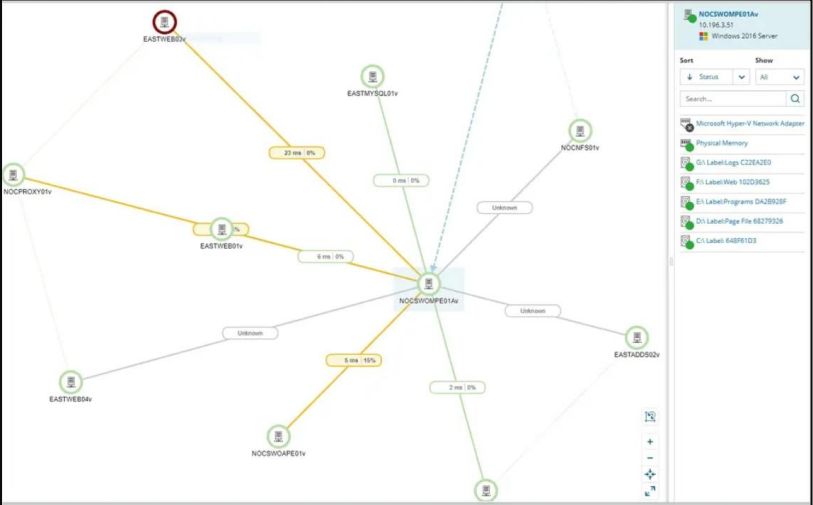 EASTWEB03v
23 ms | 0%
EASTMYSQL01v
0 ms | 0%
NOCNFS01v
Unknown
NOCPROXY01v
%
EASTWEB01v
6 ms | 0%
NOCSWOMPE01Av
Unknown
Unknown
EASTADDS02v
5 ms | 15%
2 ms | 0%
EASTWEB04v
NOCSWOAPE01v
NOCSWOMPE01Av
10.196.3.51
Windows 2016 Server
Sort
Show
Status
All
Search...
Microsoft Hyper-V Network Adapter
Physical Memory
G:\ Label:Logs C22EA2E0
F:\ Label:Web 102D3625
E:\ Label:Programs DA2B928F
D:\ Label:Page File 68279326
C:\ Label: 648F61D3